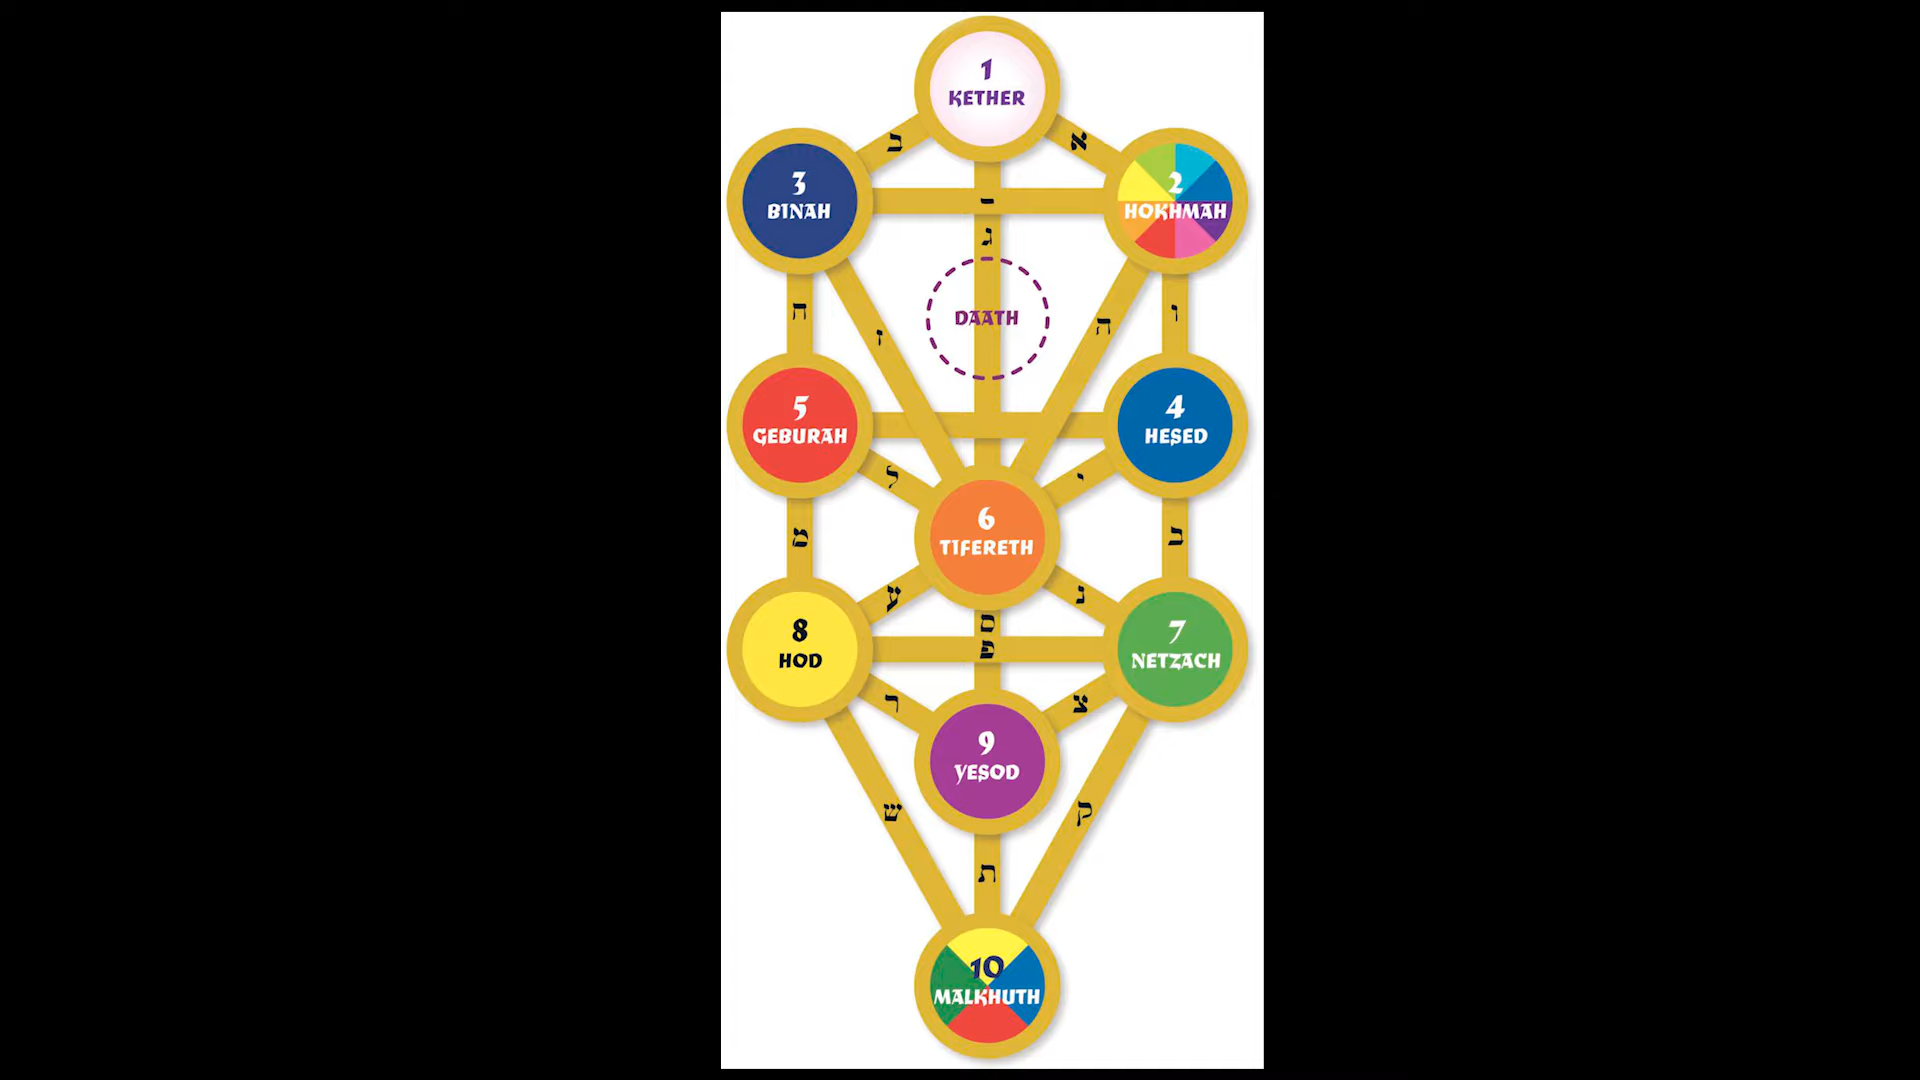 1
KETHER
ב
א
3
BINAH
2
HOKHMAH
ג
ח
ז
DAATH
ה
ו
5
GEBURAH
4
HESED
ל
י
6
TIFERETH
מ
ב
ע
נ
ם
פ
8
HOD
7
NETZACH
ר
צ
9
YESOD
ש
ק
ת
10
MALKHUTH